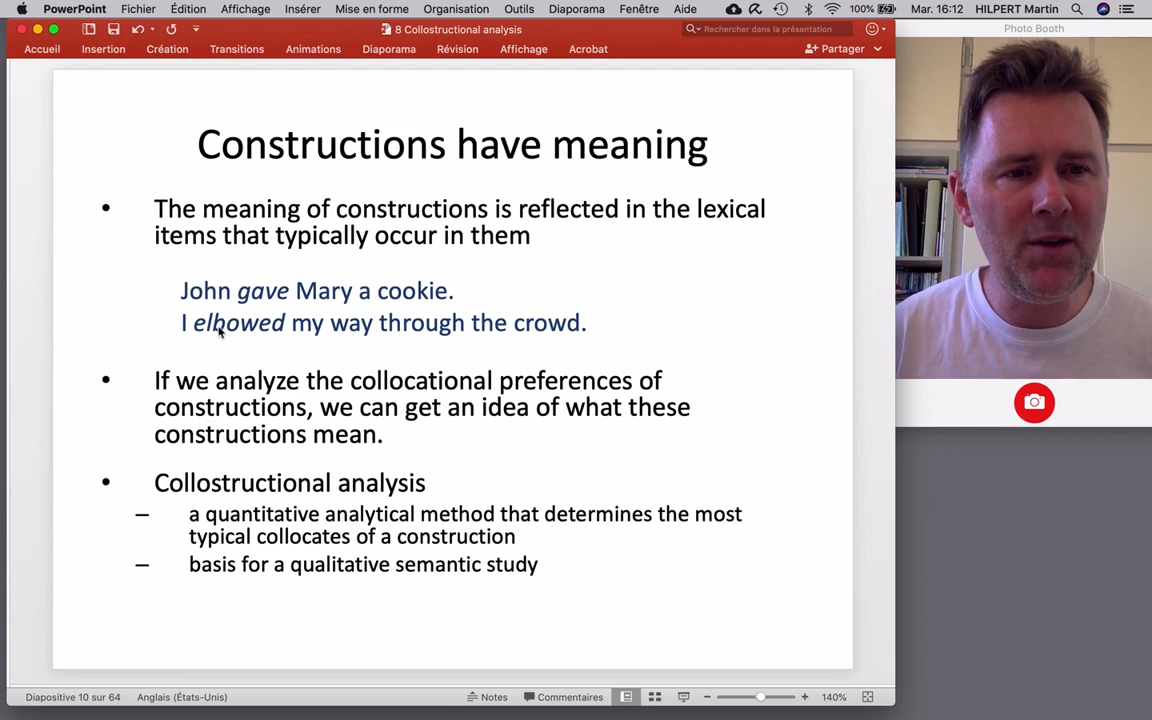 PowerPoint Fichier Édition Affichage Insérer Mise en forme Organisation Outils Diaporama Fenêtre Aide 100% Mar. 16:12 HILPERT Martin
8 Collostructional analysis
Rechercher dans la présentation
Accueil Insertion Création Transitions Animations Diaporama Révision Affichage Acrobat Partager
Photo Booth
Constructions have meaning
• The meaning of constructions is reflected in the lexical
items that typically occur in them
John gave Mary a cookie.
I elbowed my way through the crowd.
• If we analyze the collocational preferences of
constructions, we can get an idea of what these
constructions mean.
• Collostructional analysis
– a quantitative analytical method that determines the most
typical collocates of a construction
– basis for a qualitative semantic study
Diapositive 10 sur 64 Anglais (États-Unis) Notes Commentaires 140%